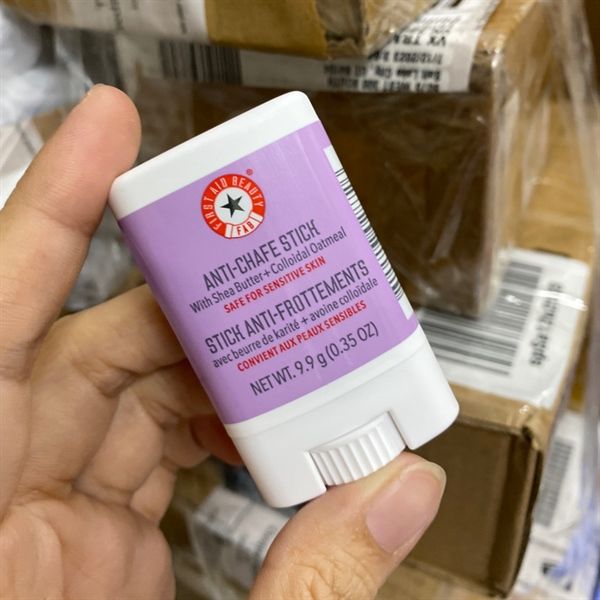 FIRST AID BEAUTY
FAB
®
ANTI-CHAFE STICK
With Shea Butter + Colloidal Oatmeal
SAFE FOR SENSITIVE SKIN
STICK ANTI-FROTTEMENTS
avec beurre de karité + avoine colloïdale
CONVIENT AUX PEAUX SENSIBLES
NET WT. 9.9 g (0.35 OZ)